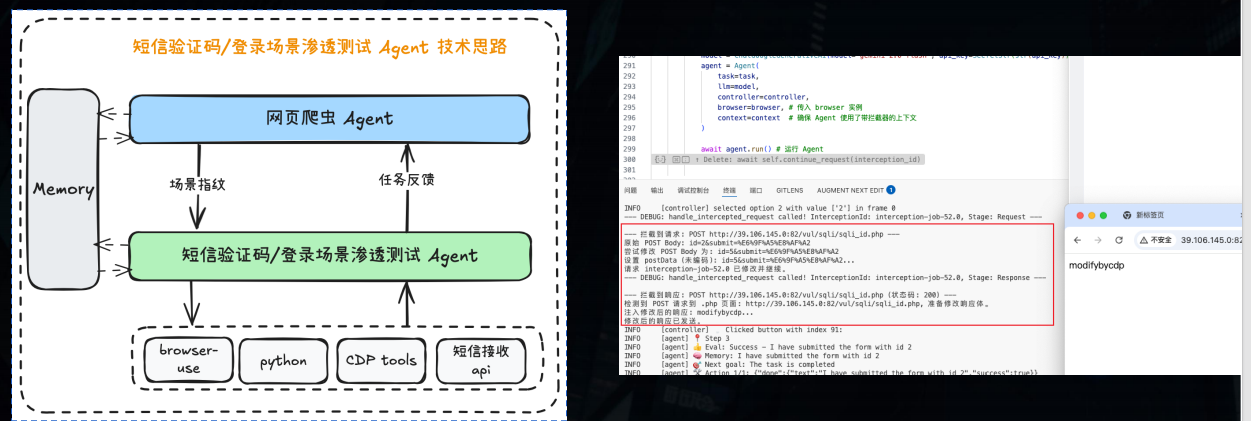 短信验证码/登录场景渗透测试 Agent 技术思路
网页爬虫 Agent
Memory
场景指纹
任务反馈
短信验证码/登录场景渗透测试 Agent
browser-use
python
CDP tools
短信接收api
291 agent = Agent(
292 task=task,
293 llm=model,
294 controller=controller,
295 browser=browser, # 传入 browser 实例
296 context=context # 确保 Agent 使用了带拦截器的上下文
297 )
298
299 await agent.run() # 运行 Agent
300 Delete: await self.continue_request(interception_id)
301
问题 输出 调试控制台 终端 端口 GITLENS AUGMENT NEXT EDIT 1
INFO [controller] selected option 2 with value ['2'] in frame 0
--- DEBUG: handle_intercepted_request called! InterceptionId: interception-job-52.0, Stage: Request ---
--- 拦截到请求: POST http://39.106.145.0:82/vul/sqli/sqli_id.php ---
原始 POST Body: id=2&submit=%E6%9F%A5%E8%AF%A2
尝试修改 POST Body 为: id=5&submit=%E6%9F%A5%E8%AF%A2
设置 postData (未编码): id=5&submit=%E6%9F%A5%E8%AF%A2...
请求 interception-job-52.0 已修改并继续。
--- DEBUG: handle_intercepted_request called! InterceptionId: interception-job-52.0, Stage: Response ---
--- 拦截到响应: POST http://39.106.145.0:82/vul/sqli/sqli_id.php (状态码: 200) ---
检测到 POST 请求到 .php 页面: http://39.106.145.0:82/vul/sqli/sqli_id.php, 准备修改响应体。
注入修改后的响应: modifybycdp...
修改后的响应已发送。
INFO [controller] Clicked button with index 91:
INFO [agent] 📍 Step 3
INFO [agent] 👍 Eval: Success - I have submitted the form with id 2
INFO [agent] 🧠 Memory: I have submitted the form with id 2
INFO [agent] 🎯 Next goal: The task is completed
INFO [agent] 🛠️ Action 1/1: {"done":{"text":"I have submitted the form with id 2","success":true}}
新标签页
不安全 39.106.145.0:82
modifybycdp